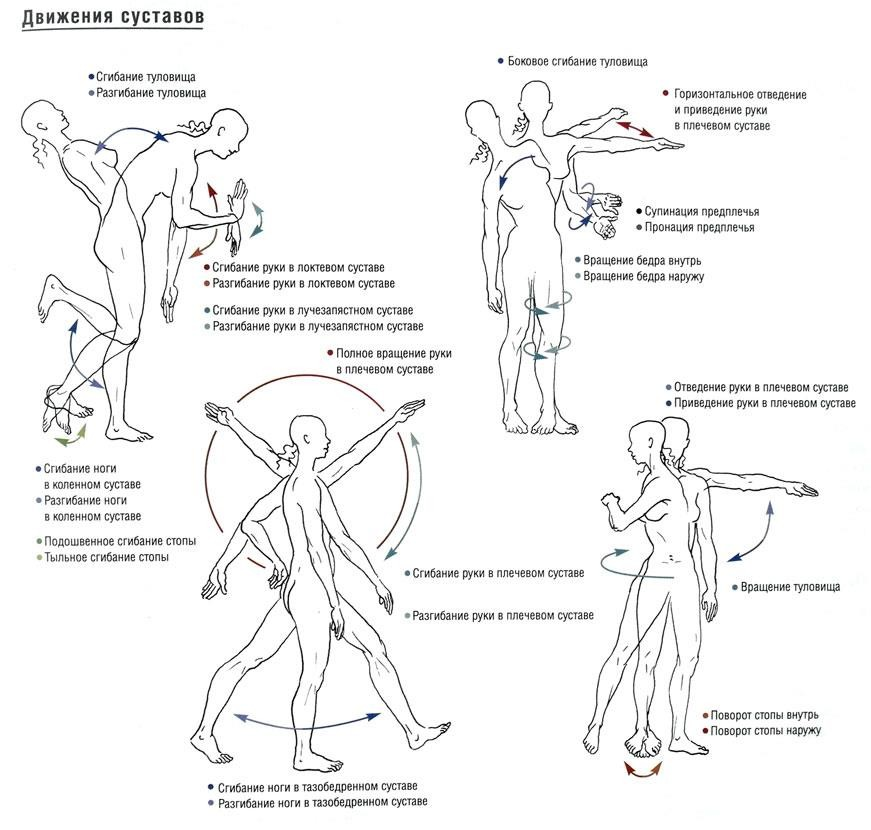 Движения суставов
Сгибание туловища
Разгибание туловища
Боковое сгибание туловища
Горизонтальное отведение
и приведение руки
в плечевом суставе
Супинация предплечья
Пронация предплечья
Вращение бедра внутрь
Вращение бедра наружу
Сгибание руки в локтевом суставе
Разгибание руки в локтевом суставе
Сгибание руки в лучезапястном суставе
Разгибание руки в лучезапястном суставе
Полное вращение руки
в плечевом суставе
Отведение руки в плечевом суставе
Приведение руки в плечевом суставе
Сгибание ноги
в коленном суставе
Разгибание ноги
в коленном суставе
Подошвенное сгибание стопы
Тыльное сгибание стопы
Сгибание руки в плечевом суставе
Разгибание руки в плечевом суставе
Вращение туловища
Поворот стопы внутрь
Поворот стопы наружу
Сгибание ноги в тазобедренном суставе
Разгибание ноги в тазобедренном суставе